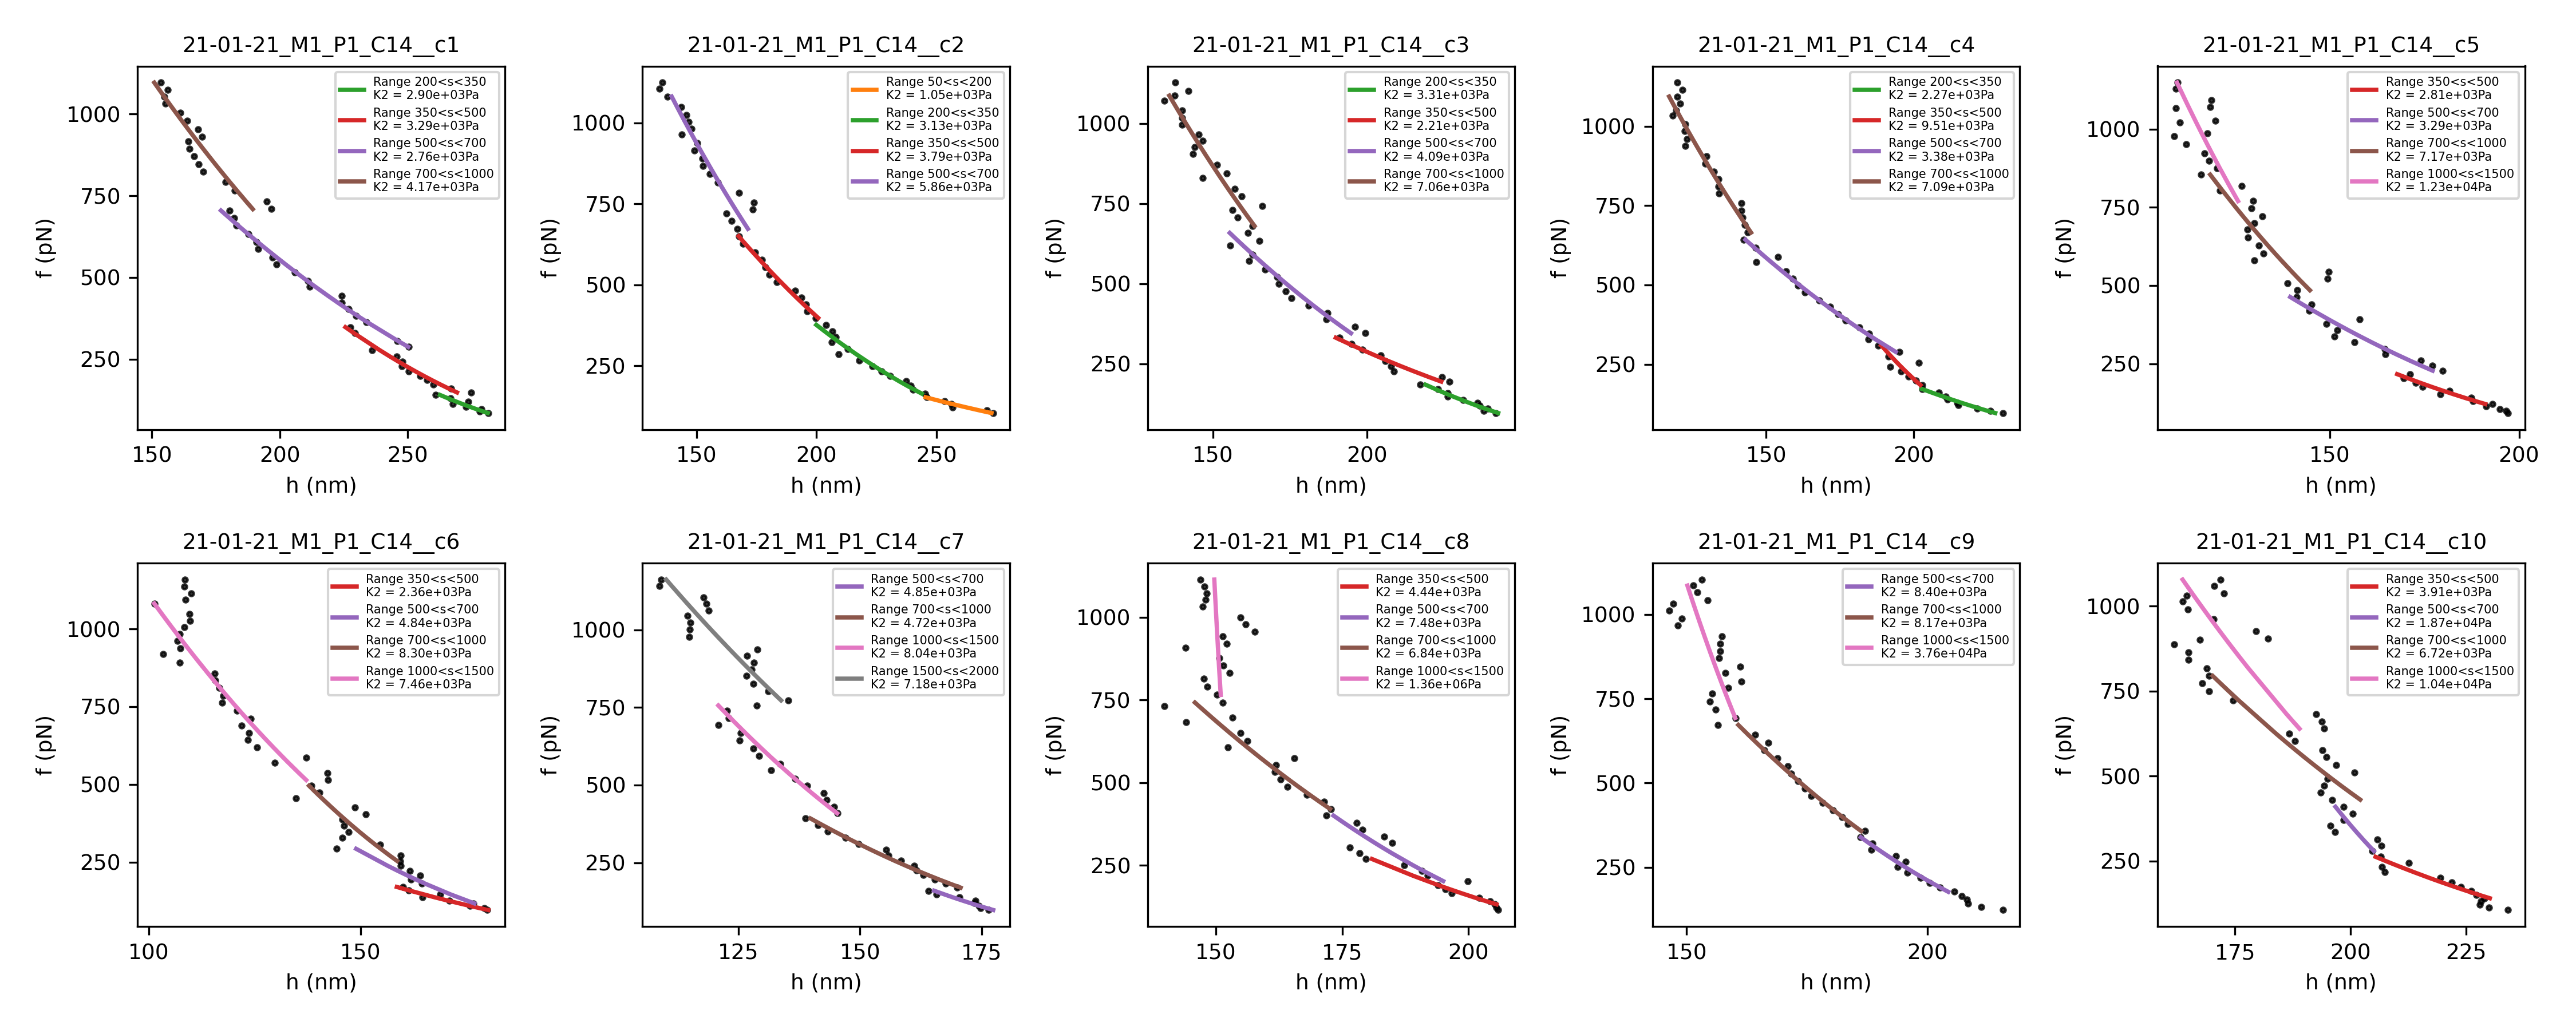 21-01-21_M1_P1_C14__c1
Range 200<s<350
K2 = 2.90e+03Pa
Range 350<s<500
K2 = 3.29e+03Pa
Range 500<s<700
K2 = 2.76e+03Pa
Range 700<s<1000
K2 = 4.17e+03Pa
1000
750
500
250
f (pN)
150 200 250
h (nm)
21-01-21_M1_P1_C14__c2
Range 50<s<200
K2 = 1.05e+03Pa
Range 200<s<350
K2 = 3.13e+03Pa
Range 350<s<500
K2 = 3.79e+03Pa
Range 500<s<700
K2 = 5.86e+03Pa
1000
750
500
250
f (pN)
150 200 250
h (nm)
21-01-21_M1_P1_C14__c3
Range 200<s<350
K2 = 3.31e+03Pa
Range 350<s<500
K2 = 2.21e+03Pa
Range 500<s<700
K2 = 4.09e+03Pa
Range 700<s<1000
K2 = 7.06e+03Pa
1000
750
500
250
f (pN)
150 200
h (nm)
21-01-21_M1_P1_C14__c4
Range 200<s<350
K2 = 2.27e+03Pa
Range 350<s<500
K2 = 9.51e+03Pa
Range 500<s<700
K2 = 3.38e+03Pa
Range 700<s<1000
K2 = 7.09e+03Pa
1000
750
500
250
f (pN)
150 200
h (nm)
21-01-21_M1_P1_C14__c5
Range 350<s<500
K2 = 2.81e+03Pa
Range 500<s<700
K2 = 3.29e+03Pa
Range 700<s<1000
K2 = 7.17e+03Pa
Range 1000<s<1500
K2 = 1.23e+04Pa
1000
750
500
250
f (pN)
150 200
h (nm)
21-01-21_M1_P1_C14__c6
Range 350<s<500
K2 = 2.36e+03Pa
Range 500<s<700
K2 = 4.84e+03Pa
Range 700<s<1000
K2 = 8.30e+03Pa
Range 1000<s<1500
K2 = 7.46e+03Pa
1000
750
500
250
f (pN)
100 150
h (nm)
21-01-21_M1_P1_C14__c7
Range 500<s<700
K2 = 4.85e+03Pa
Range 700<s<1000
K2 = 4.72e+03Pa
Range 1000<s<1500
K2 = 8.04e+03Pa
Range 1500<s<2000
K2 = 7.18e+03Pa
1000
750
500
250
f (pN)
125 150 175
h (nm)
21-01-21_M1_P1_C14__c8
Range 350<s<500
K2 = 4.44e+03Pa
Range 500<s<700
K2 = 7.48e+03Pa
Range 700<s<1000
K2 = 6.84e+03Pa
Range 1000<s<1500
K2 = 1.36e+06Pa
1000
750
500
250
f (pN)
150 175 200
h (nm)
21-01-21_M1_P1_C14__c9
Range 500<s<700
K2 = 8.40e+03Pa
Range 700<s<1000
K2 = 8.17e+03Pa
Range 1000<s<1500
K2 = 3.76e+04Pa
1000
750
500
250
f (pN)
150 200
h (nm)
21-01-21_M1_P1_C14__c10
Range 350<s<500
K2 = 3.91e+03Pa
Range 500<s<700
K2 = 1.87e+04Pa
Range 700<s<1000
K2 = 6.72e+03Pa
Range 1000<s<1500
K2 = 1.04e+04Pa
1000
750
500
250
f (pN)
175 200 225
h (nm)